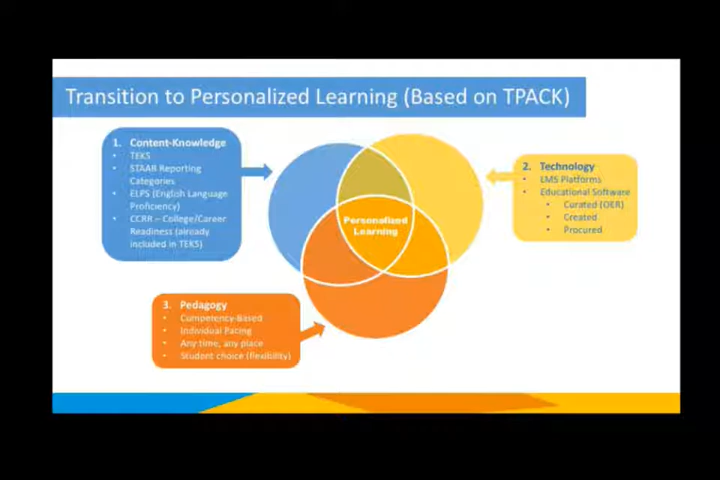 Transition to Personalized Learning (Based on TPACK)
1. Content-Knowledge
• TEKS
• STAAR Reporting
Categories
• ELPS (English Language
Proficiency)
• CCRR – College/Career
Readiness (already
included in TEKS)
2. Technology
• LMS Platforms
• Educational Software
• Curated (OER)
• Created
• Procured
Personalized
Learning
3. Pedagogy
• Competency-Based
• Individual Pacing
• Any time, any place
• Student choice (flexibility)